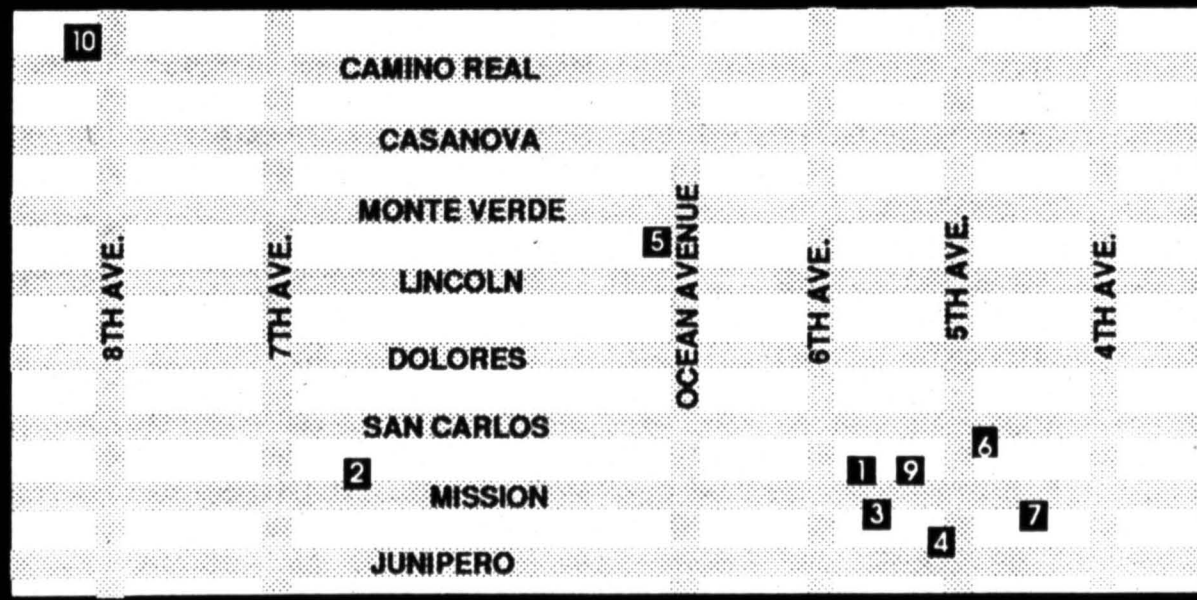 10
CAMINO REAL
CASANOVA
MONTE VERDE
5
LINCOLN
8TH AVE.
7TH AVE.
OCEAN AVENUE
6TH AVE.
5TH AVE.
4TH AVE.
DOLORES
SAN CARLOS
6
2
1
9
MISSION
3
7
4
JUNIPERO